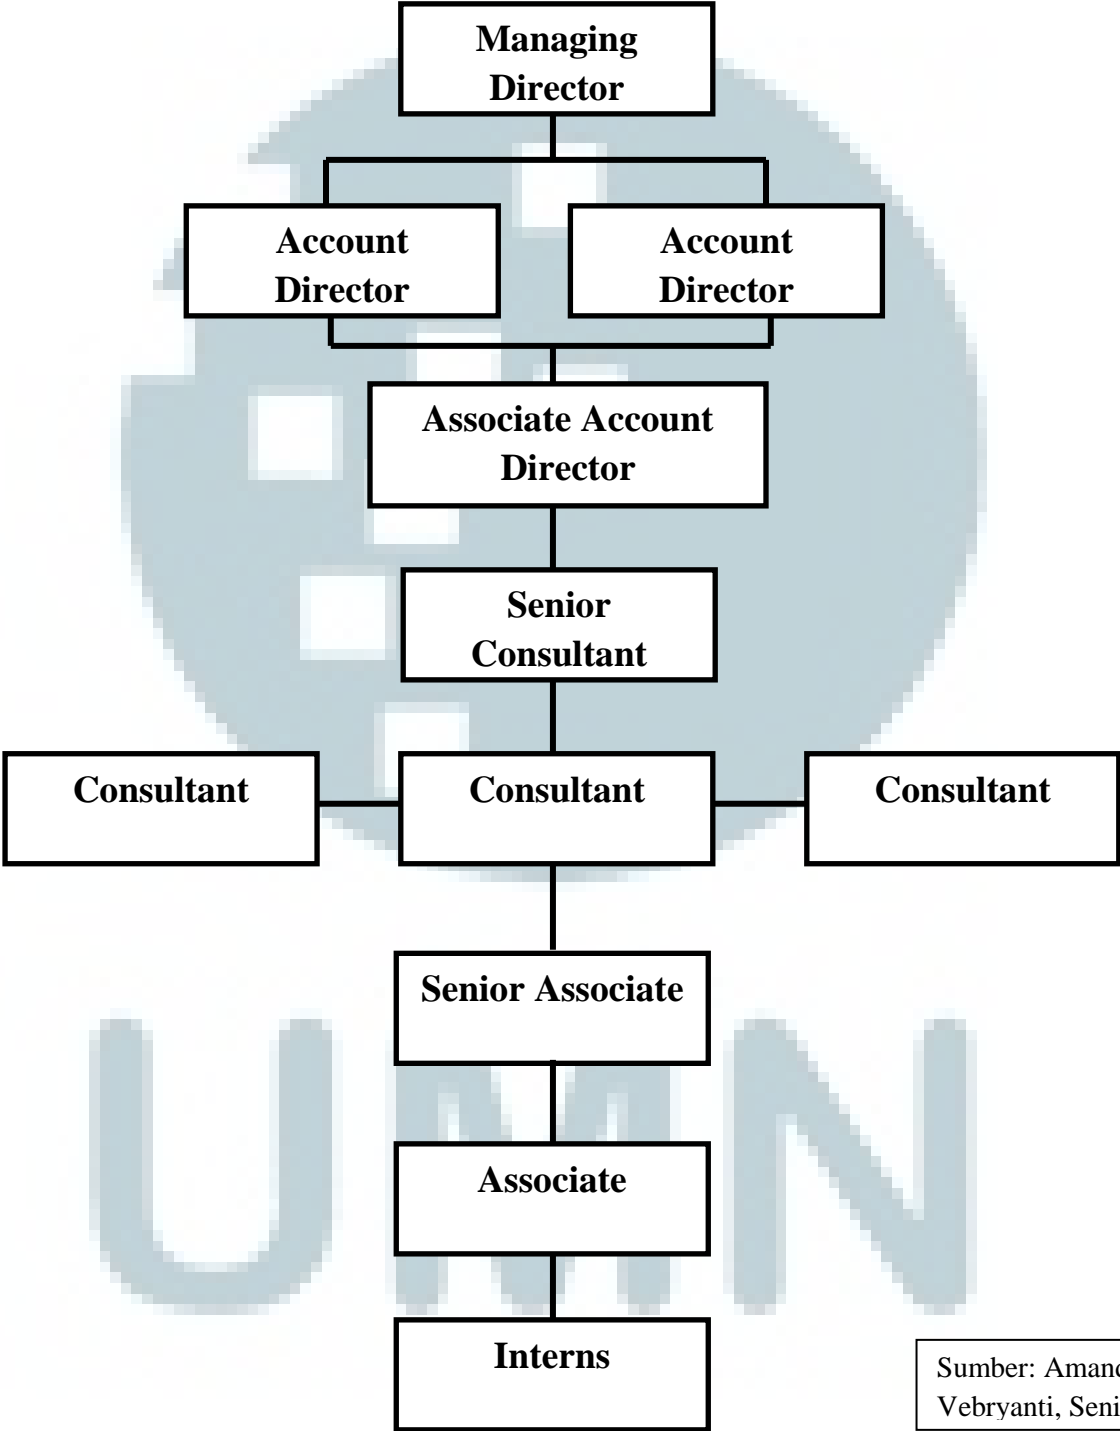 Managing
Director
Account
Director
Account
Director
Associate Account
Director
Senior
Consultant
Consultant
Consultant
Consultant
Senior Associate
Associate
Interns
Sumber:
Vebryanti,
UMN